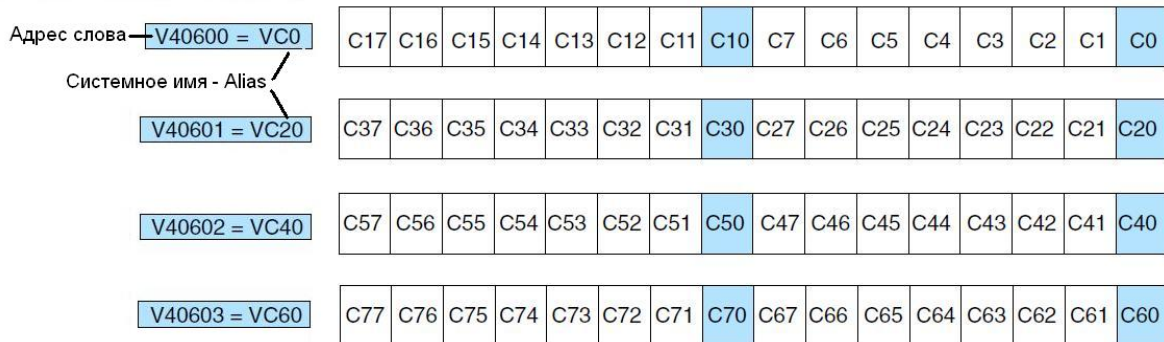 Адрес слова V40600 = VC0 C17 C16 C15 C14 C13 C12 C11 C10 C7 C6 C5 C4 C3 C2 C1 C0
Системное имя - Alias
V40601 = VC20 C37 C36 C35 C34 C33 C32 C31 C30 C27 C26 C25 C24 C23 C22 C21 C20
V40602 = VC40 C57 C56 C55 C54 C53 C52 C51 C50 C47 C46 C45 C44 C43 C42 C41 C40
V40603 = VC60 C77 C76 C75 C74 C73 C72 C71 C70 C67 C66 C65 C64 C63 C62 C61 C60